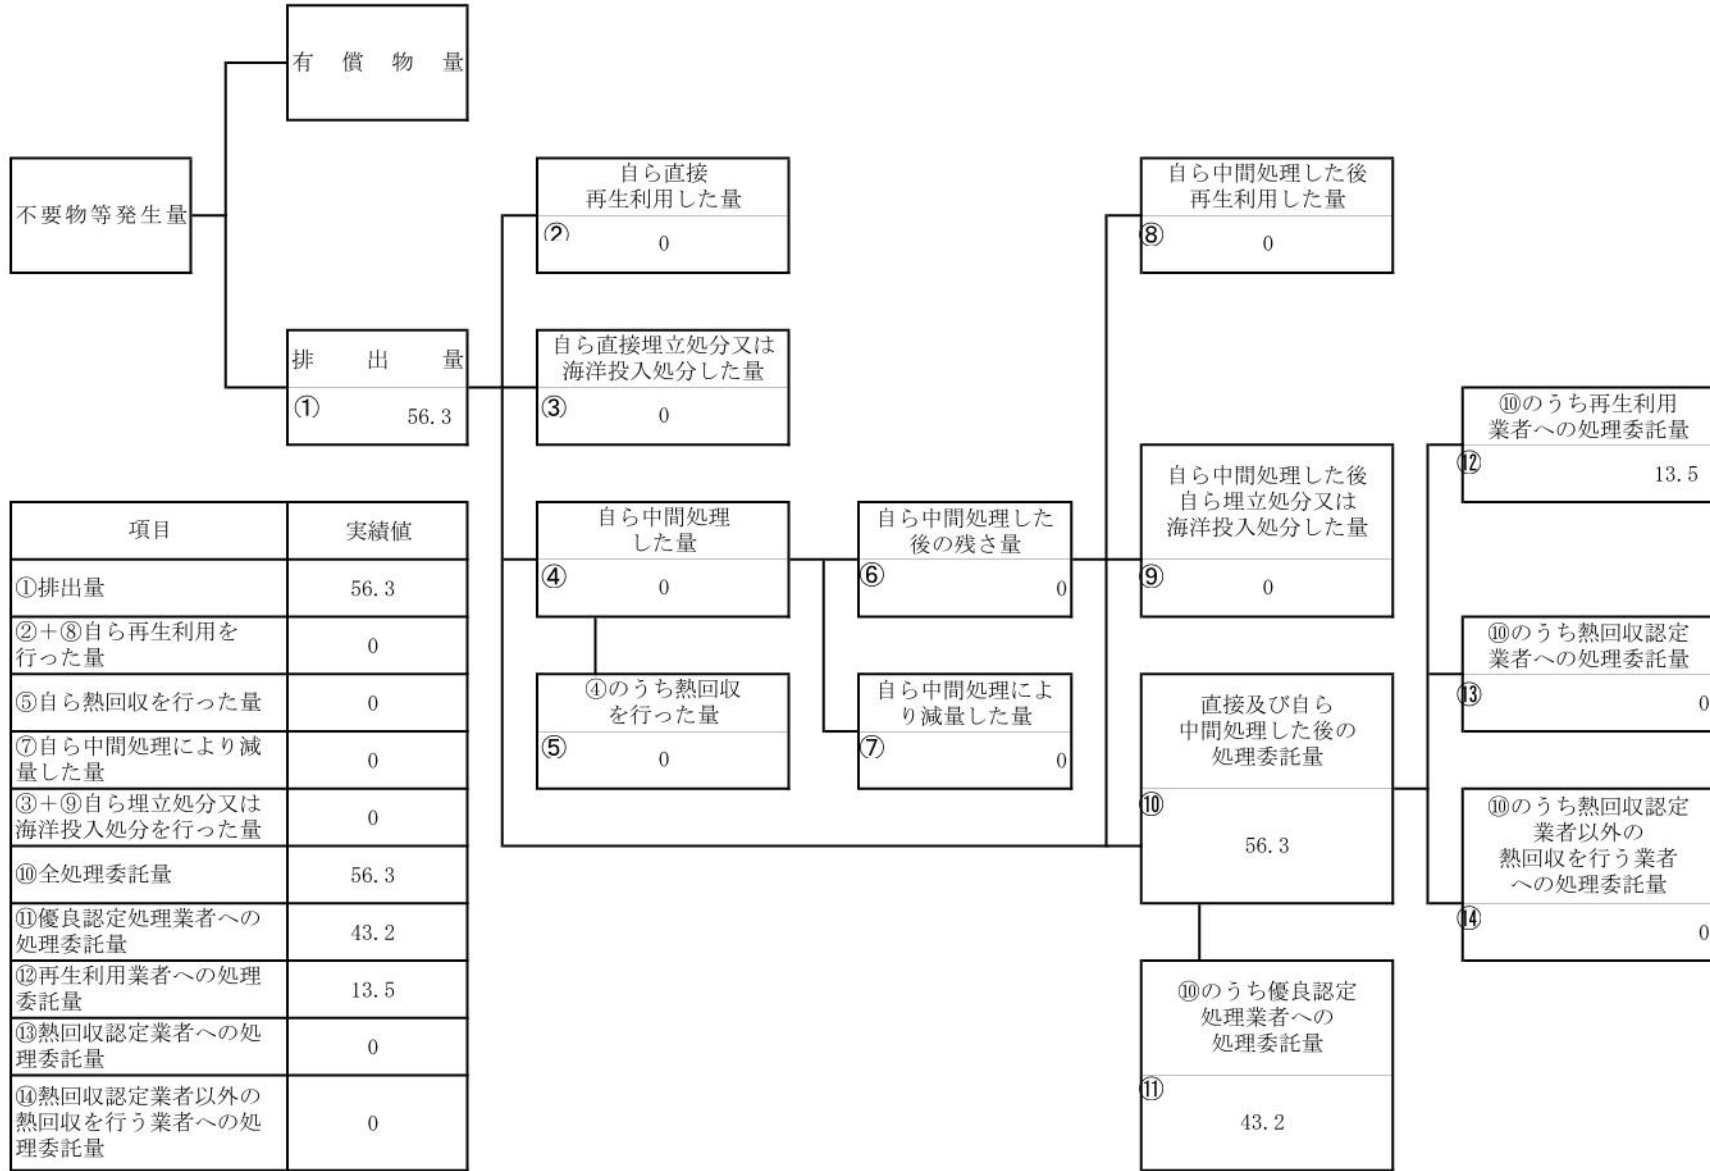 有償物量
不要物等発生量
自ら直接
再生利用した量
②
0
自ら中間処理した後
再生利用した量
⑧
0
排出量
①
56.3
自ら直接埋立処分又は
海洋投入処分した量
③
0
⑩のうち再生利用
業者への処理委託量
⑫
13.5
自ら中間処理
した量
④
0
自ら中間処理した
後の残さ量
⑥
0
自ら中間処理した後
自ら埋立処分又は
海洋投入処分した量
⑨
0
⑩のうち熱回収認定
業者への処理委託量
⑬
0
④のうち熱回収
を行った量
⑤
0
自ら中間処理によ
り減量した量
⑦
0
直接及び自ら
中間処理した後の
処理委託量
⑩
56.3
⑩のうち熱回収認定
業者以外の
熱回収を行う業者
への処理委託量
⑭
0
⑩のうち優良認定
処理業者への
処理委託量
⑪
43.2
項目 実績値
①排出量 56.3
②+⑧自ら再生利用を
行った量
0
⑤自ら熱回収を行った量 0
⑦自ら中間処理により減
量した量
0
③+⑨自ら埋立処分又は
海洋投入処分を行った量
0
⑩全処理委託量 56.3
⑪優良認定処理業者への
処理委託量
43.2
⑫再生利用業者への処理
委託量
13.5
⑬熱回収認定業者への処
理委託量
0
⑭熱回収認定業者以外の
熱回収を行う業者への処
理委託量
0